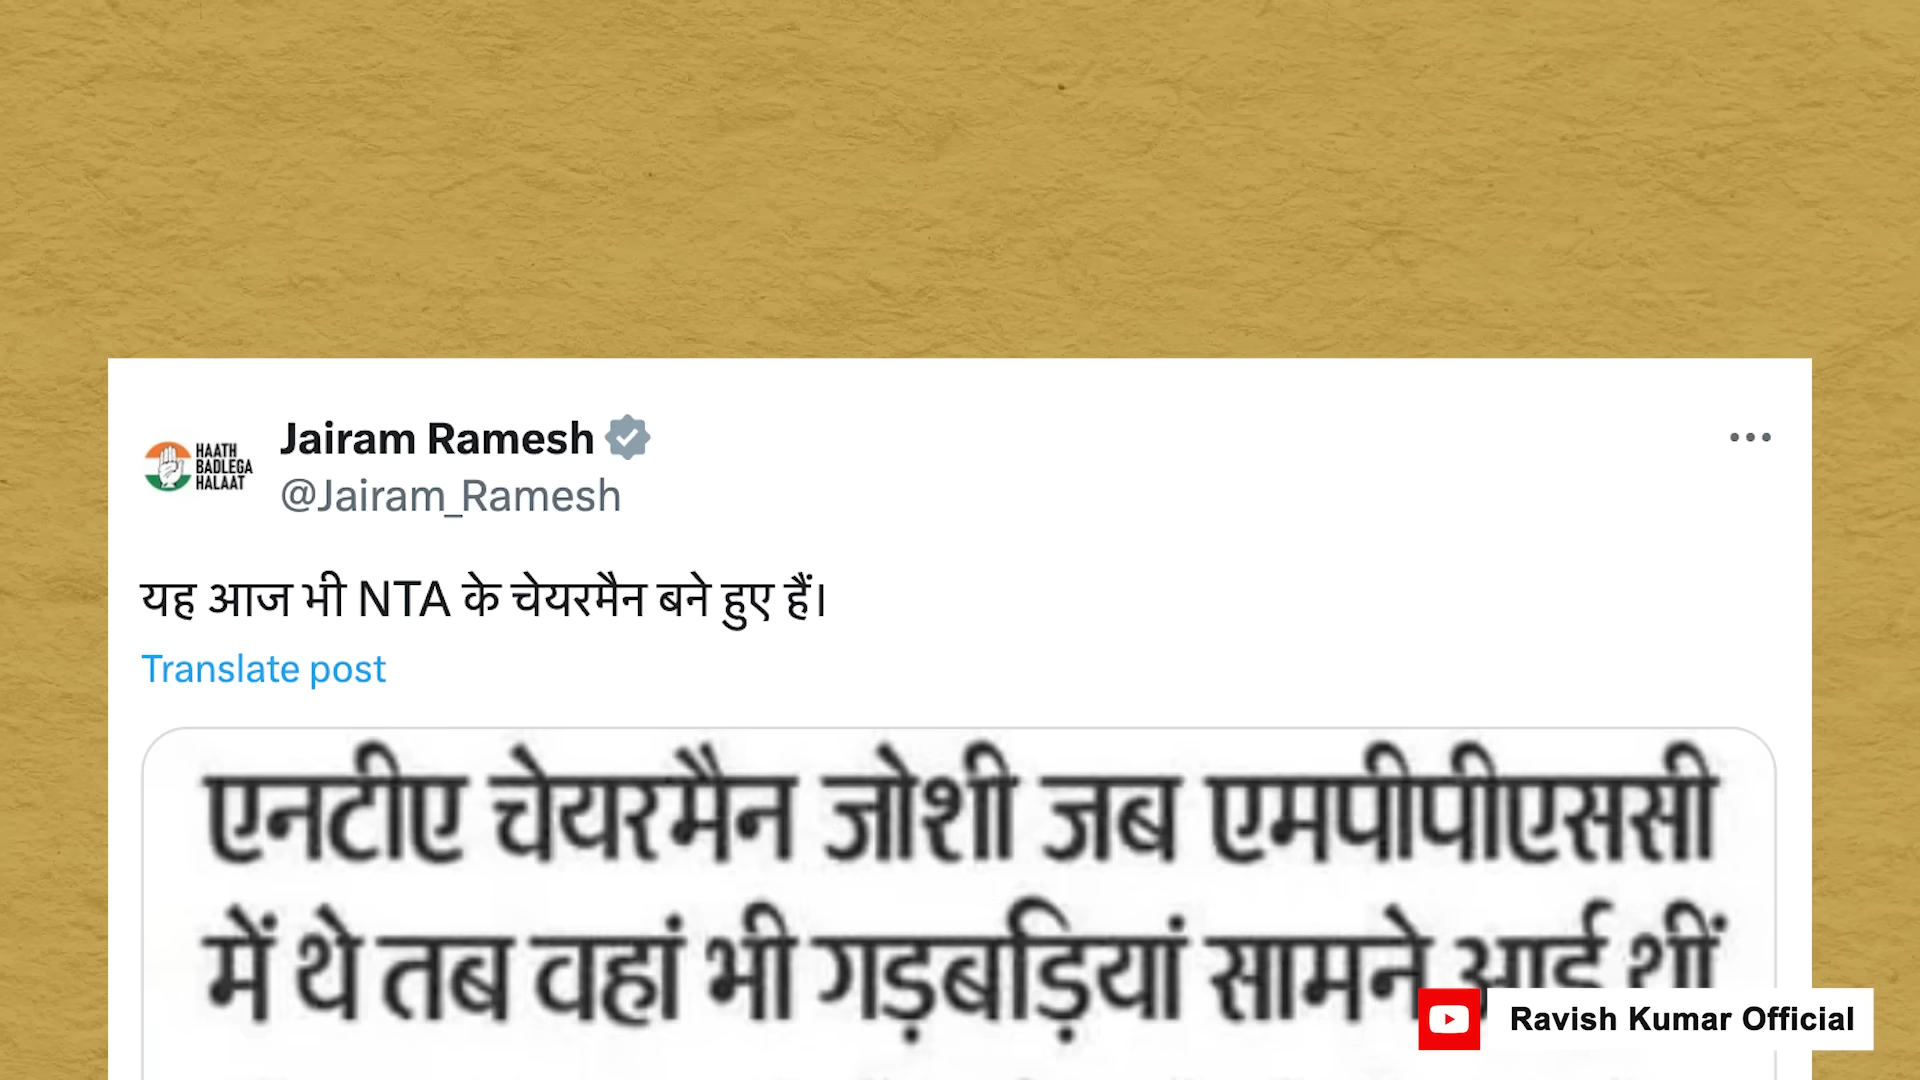 HAATH
BADLEGA
HALAAT
Jairam Ramesh
@Jairam_Ramesh
यह आज भी NTA के चेयरमैन बने हुए हैं।
Translate post
एनटीए चेयरमैन जोशी जब एमपीपीएससी
में थे तब वहां भी गड़बड़ियां सामने आई थीं
Ravish Kumar Official